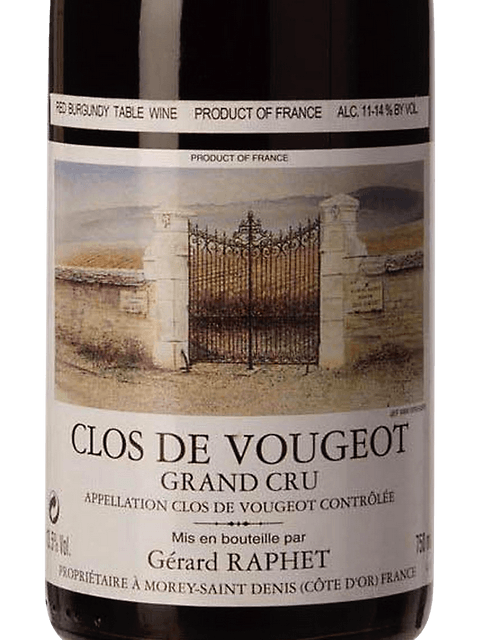 RED BURGUNDY TABLE WINE PRODUCT OF FRANCE ALC. 11-14 % BY VOL.
PRODUCT OF FRANCE
CLOS DE VOUGEOT
GRAND CRU
APPELLATION CLOS DE VOUGEOT CONTRÔLÉE
Mis en bouteille par
Vol.
750
Gérard RAPHET
PROPRIÉTAIRE À MOREY-SAINT DENIS (CÔTE D'OR) FRANCE